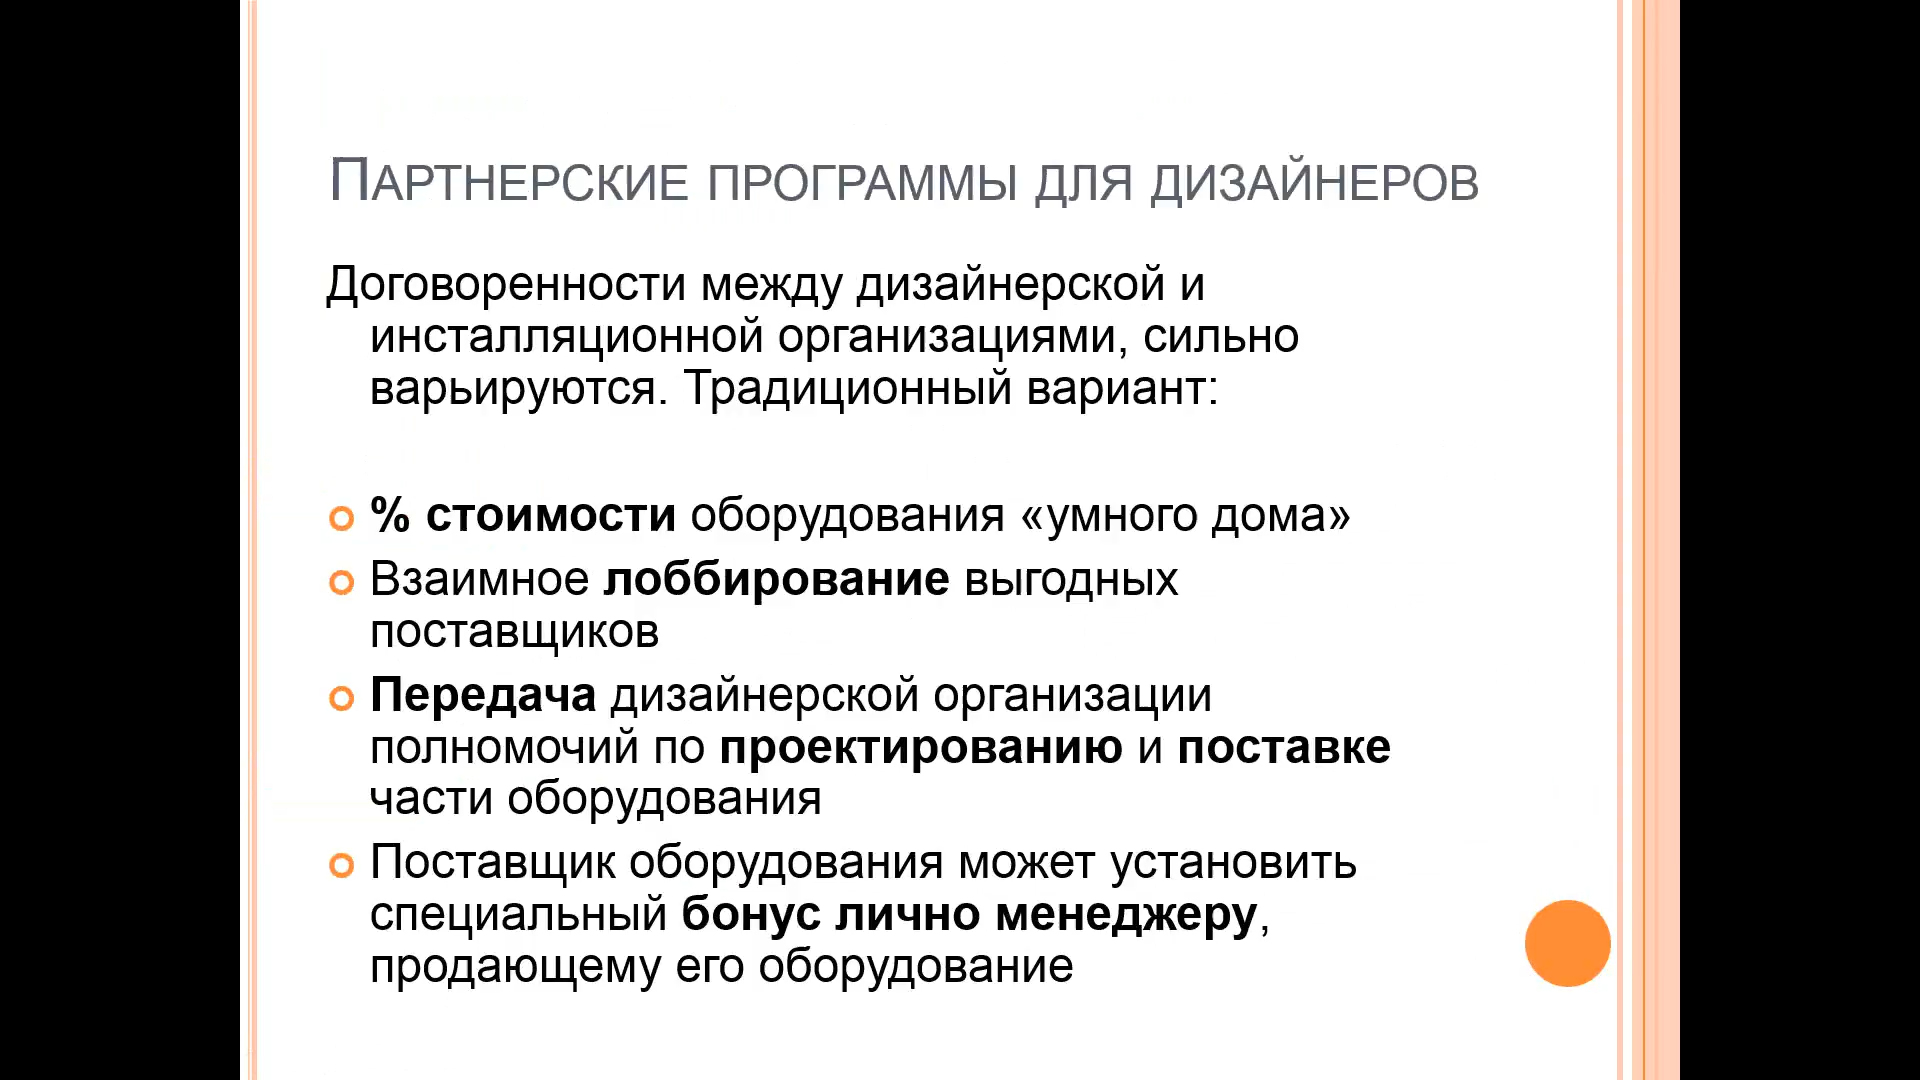 Партнерские программы для дизайнеров
Договоренности между дизайнерской и
инсталляционной организациями, сильно
варьируются. Традиционный вариант:
% стоимости оборудования «умного дома»
Взаимное лоббирование выгодных
поставщиков
Передача дизайнерской организации
полномочий по проектированию и поставке
части оборудования
Поставщик оборудования может установить
специальный бонус лично менеджеру,
продающему его оборудование